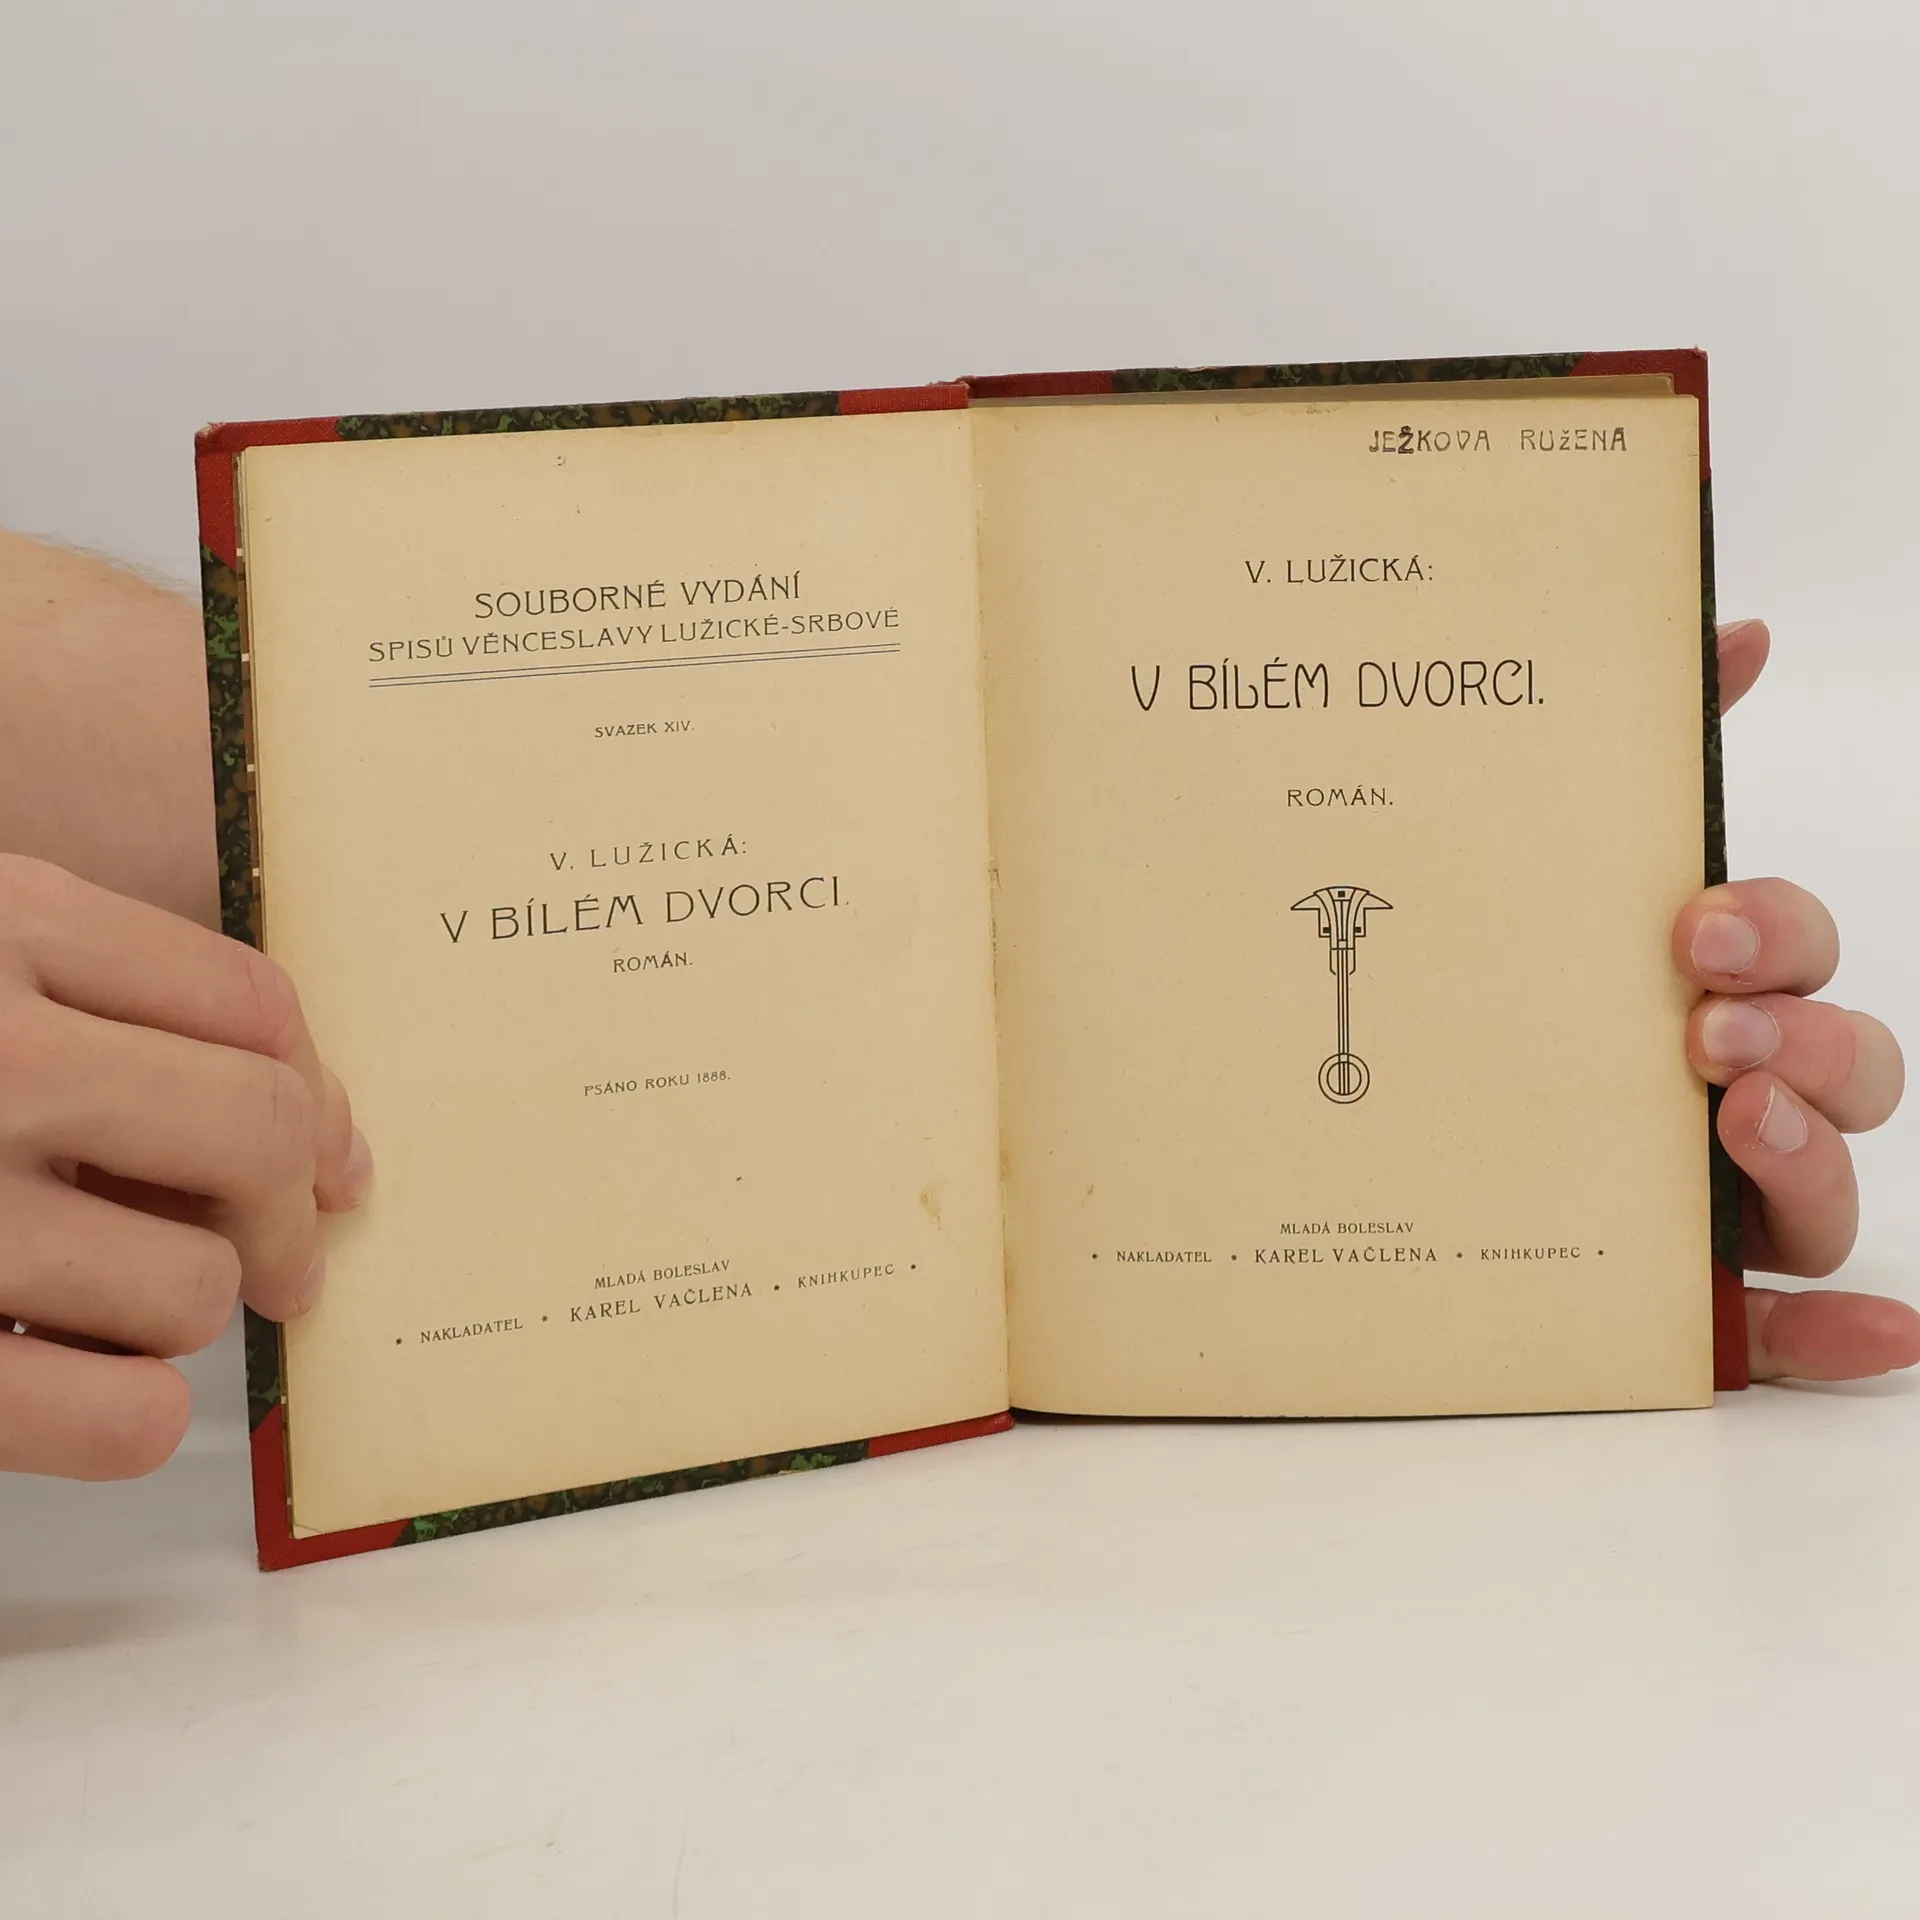 SOUBORNÉ VYDÁNÍ
SPISŮ VĚNCESLAVY LUŽICKÉ-SRBOVÉ
SVAZEK XIV.
V. LUŽICKÁ:
V BÍLÉM DVORCI.
ROMÁN.
PSÁNO ROKU 1888.
MLADÁ BOLESLAV
* NAKLADATEL * KAREL VAČLENA * KNIHKUPEC *
JEŽKOVA RUŽENA
V. LUŽICKÁ:
V BÍLÉM DVORCI.
ROMÁN.
MLADÁ BOLESLAV
* NAKLADATEL * KAREL VAČLENA * KNIHKUPEC *